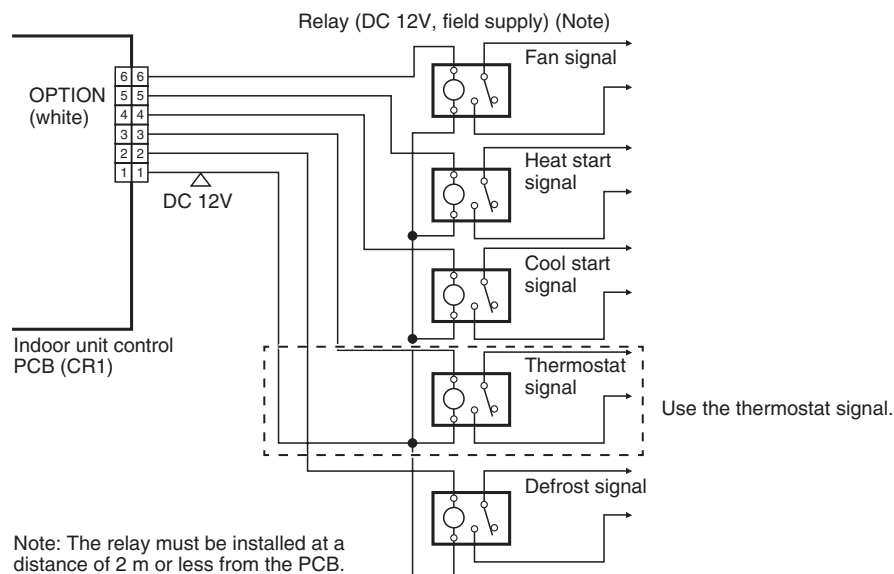 Relay (DC 12V, field supply) (Note)
Fan signal
OPTION
(white)
6 6
5 5
4 4
3 3
2 2
1 1
DC 12V
Heat start
signal
Cool start
signal
Indoor unit control
PCB (CR1)
Thermostat
signal
Use the thermostat signal.
Defrost signal
Note: The relay must be installed at a
distance of 2 m or less from the PCB.